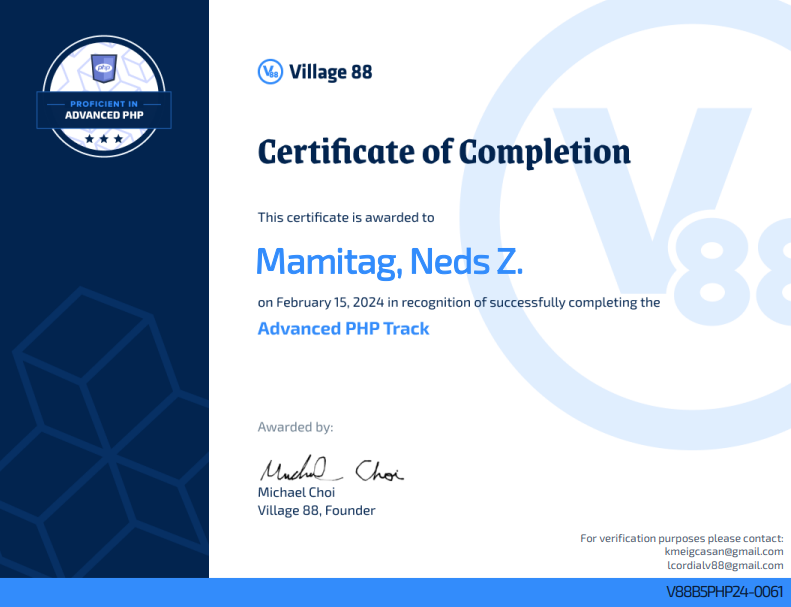 php
PROFICIENT IN
ADVANCED PHP
V88 Village 88
Certificate of Completion
This certificate is awarded to
Mamitag, Neds Z.
on February 15, 2024 in recognition of successfully completing the
Advanced PHP Track
Awarded by:
Michael Choi
Michael Choi
Village 88, Founder
For verification purposes please contact:
kmeigcasan@gmail.com
lcordialv88@gmail.com
V88B5PHP24-0061
V88